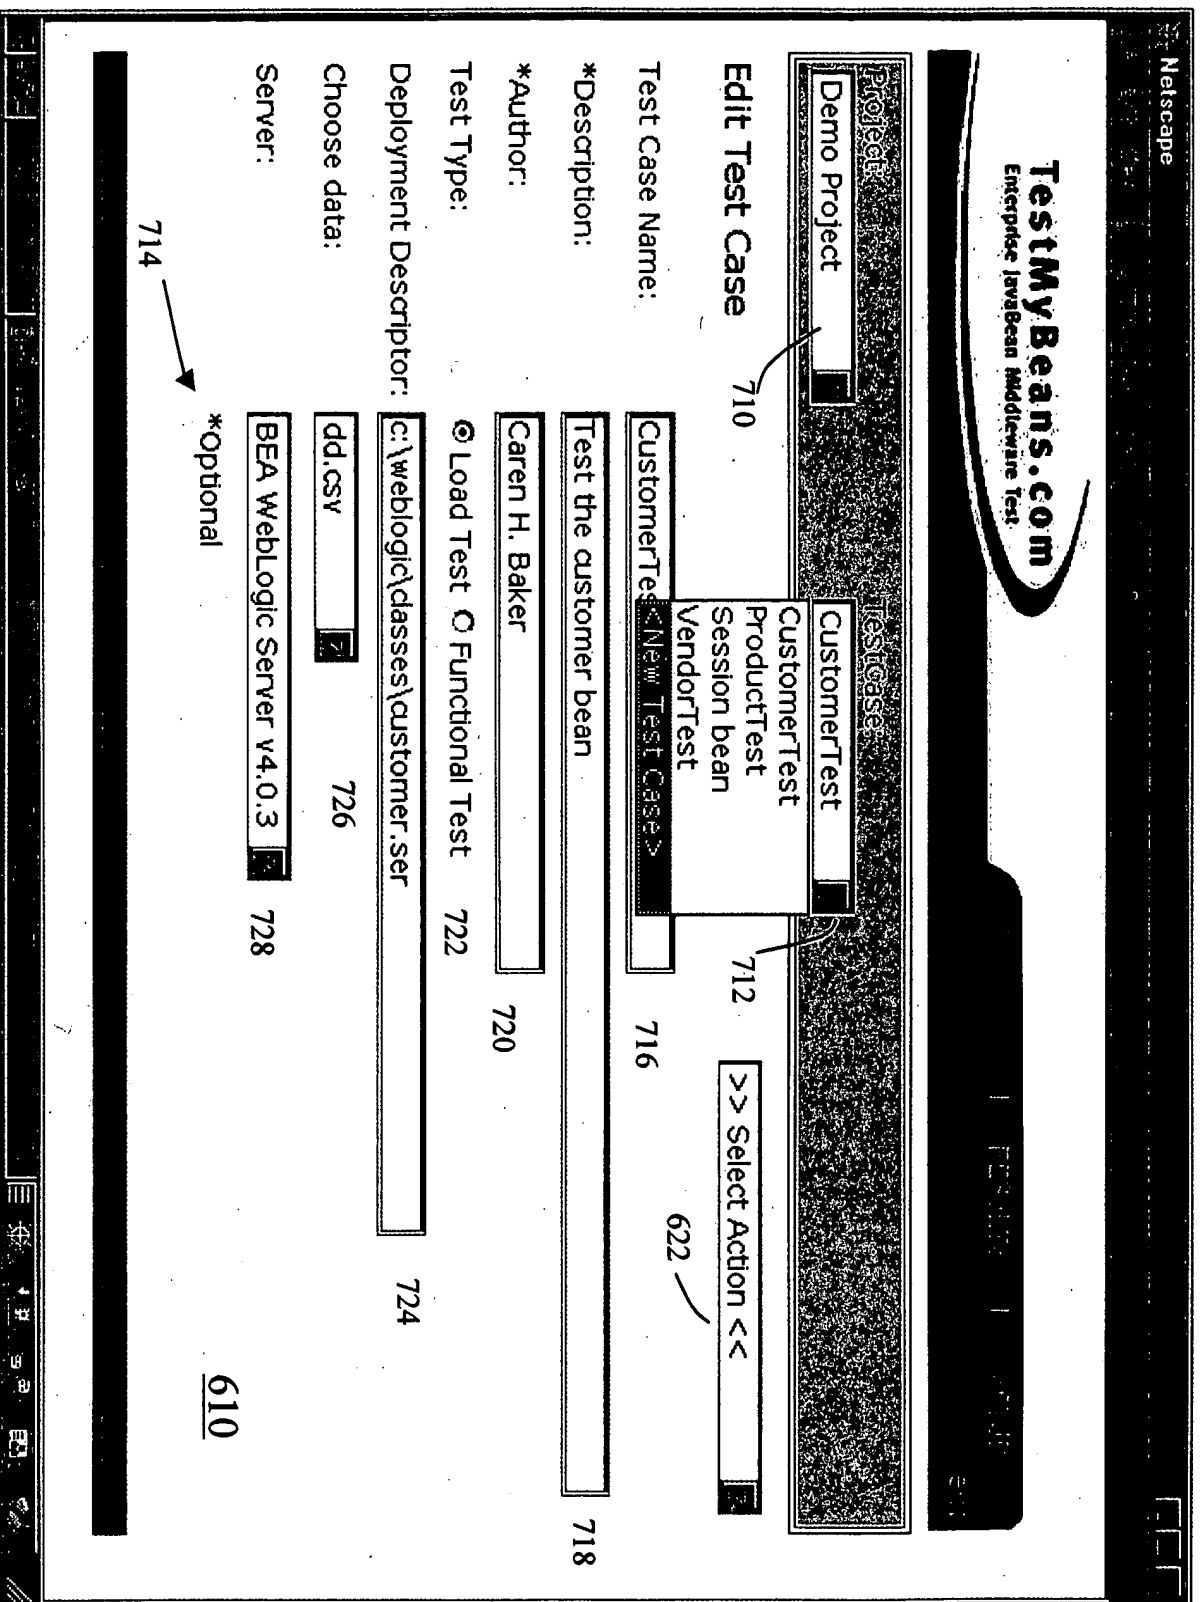 Netscape
TestMyBeans.com
Enterprise JavaBean Middleware Test
Project: TestCase:
Demo Project CustomerTest
CustomerTest
ProductTest
Session bean
VendorTest
<New Test Case>
710 712
Edit Test Case >> Select Action <<
622
Test Case Name: CustomerTes 716
*Description: Test the customer bean 718
*Author: Caren H. Baker 720
Test Type: Load Test Functional Test 722
Deployment Descriptor: c:\weblogic\classes\customer.ser 724
Choose data: dd.csv 726
Server: BEA WebLogic Server v4.0.3 728
*Optional
714
610